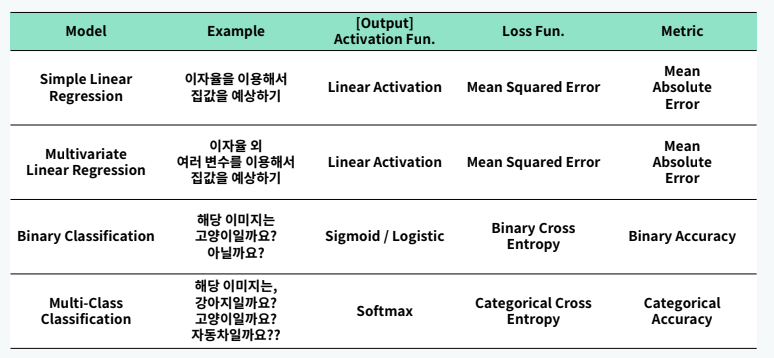 Model Example [Output] Activation Fun. Loss Fun. Metric
Simple Linear Regression 이자율을 이용해서 집값을 예상하기 Linear Activation Mean Squared Error Mean Absolute Error
Multivariate Linear Regression 이자율 외 여러 변수를 이용해서 집값을 예상하기 Linear Activation Mean Squared Error Mean Absolute Error
Binary Classification 해당 이미지는 고양이일까요? 아닐까요? Sigmoid / Logistic Binary Cross Entropy Binary Accuracy
Multi-Class Classification 해당 이미지는, 강아지일까요? 고양이일까요? 자동차일까요?? Softmax Categorical Cross Entropy Categorical Accuracy